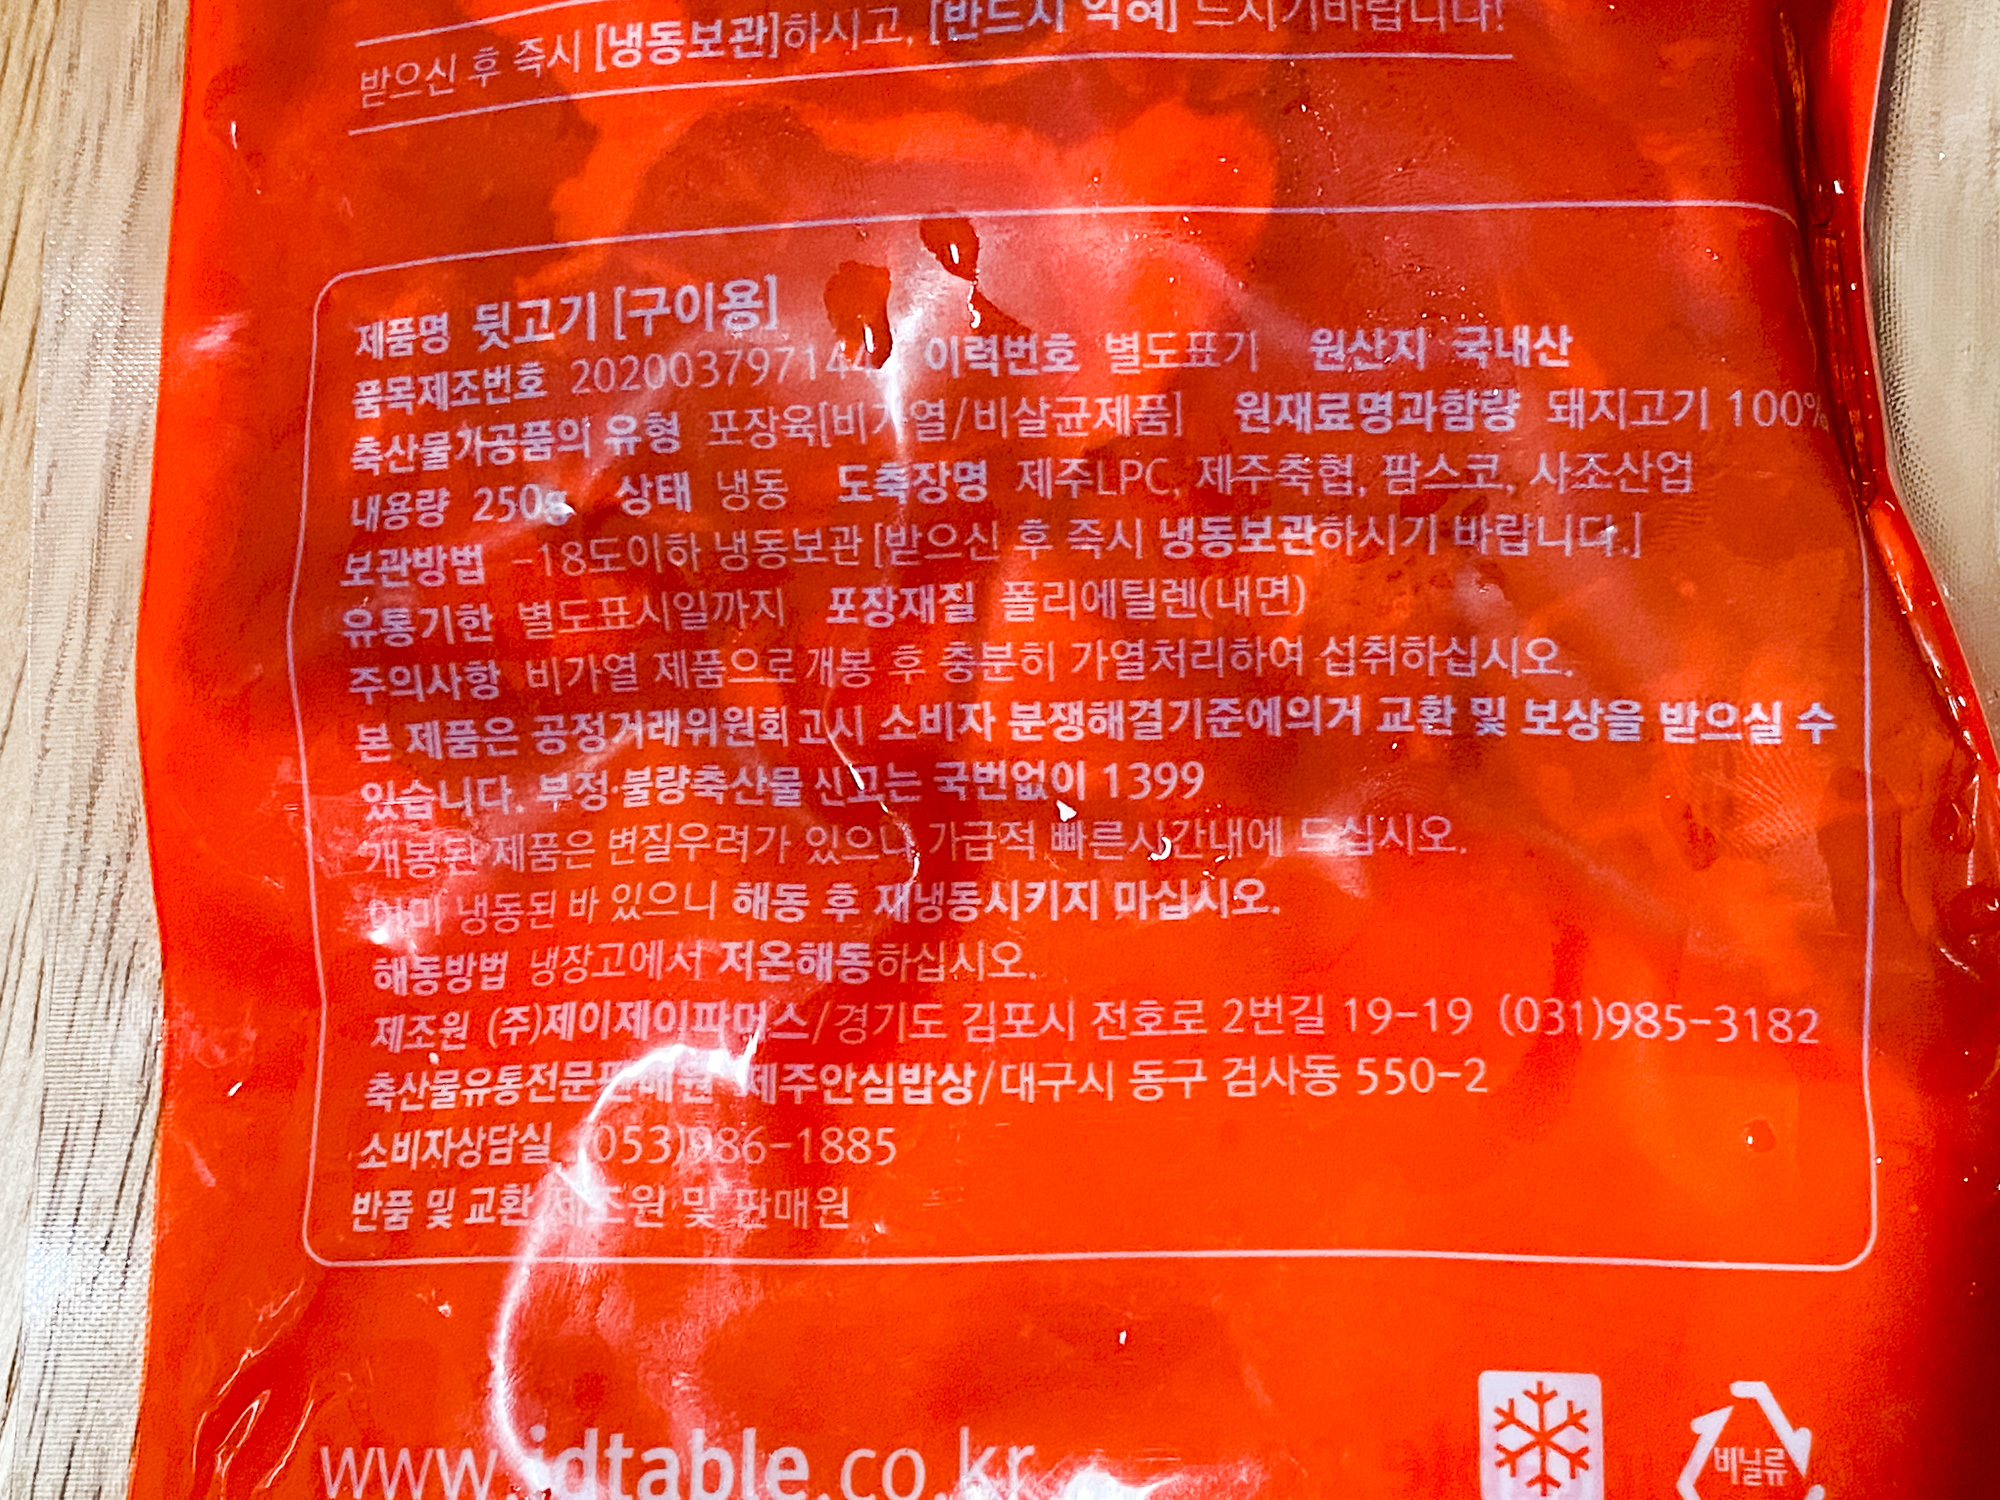 받으신 후 즉시 [냉동보관]하시고, [반드시 익혀] 드시기바랍니다!
제품명 뒷고기 [구이용]
품목제조번호 이력번호 별도표기 원산지 국내산
축산물가공품의 유형 포장육[비가열/비살균제품] 원재료명과함량 돼지고기 100%
내용량 250g 상태 냉동 도축장명 제주LPC, 제주축협, 팜스코, 사조산업
보관방법 -18도이하 냉동보관 [받으신 후 즉시 냉동보관하시기 바랍니다.]
유통기한 별도표시일까지 포장재질 폴리에틸렌(내면)
주의사항 비가열 제품으로 개봉 후 충분히 가열처리하여 섭취하십시오.
본 제품은 공정거래위원회 고시 소비자 분쟁해결기준에의거 교환 및 보상을 받으실 수
있습니다. 부정·불량축산물 신고는 국번없이 1399
개봉된 제품은 변질우려가 있으니 가급적 빠른시간내에 드십시오.
이미 냉동된 바 있으니 해동 후 재냉동시키지 마십시오.
해동방법 냉장고에서 저온해동하십시오.
제조원 (주)제이제이파머스/경기도 김포시 전호로 2번길 19-19 (031)985-3182
축산물유통전문판매원 제주안심밥상/대구시 동구 검사동 550-2
소비자상담실 (053)986-1885
반품 및 교환 제조원 및 판매원
www.jdtable.co.kr
비닐류